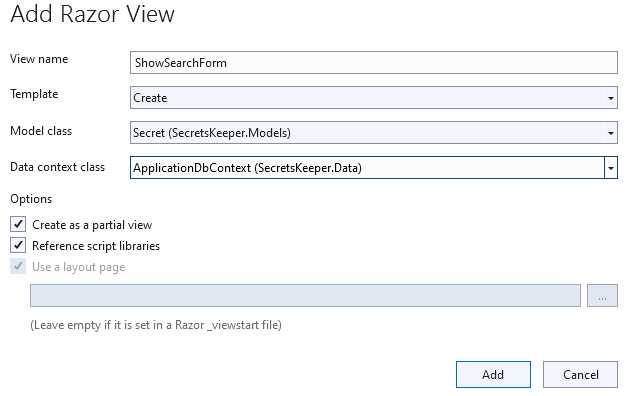 Add Razor View
View name
ShowSearchForm
Template
Create
Model class
Secret (SecretsKeeper.Models)
Data context class
ApplicationDbContext (SecretsKeeper.Data)
Options
Create as a partial view
Reference script libraries
Use a layout page
...
(Leave empty if it is set in a Razor _viewstart file)
Add
Cancel